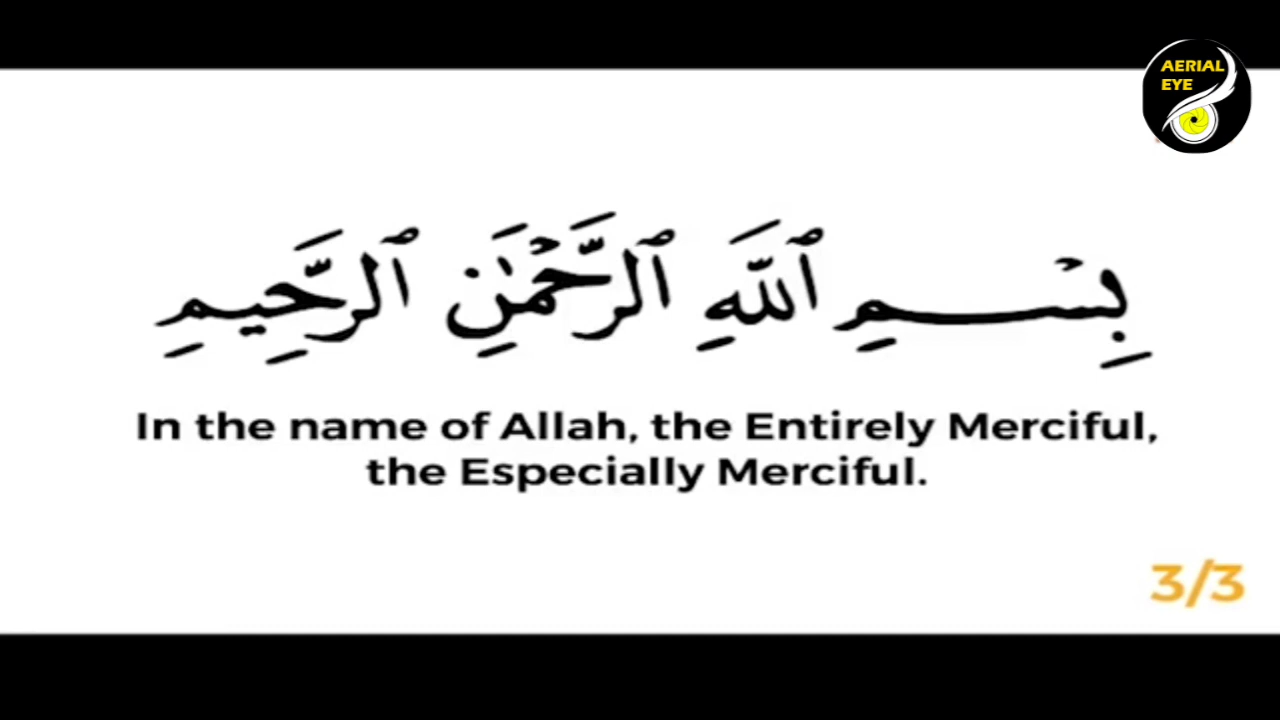 AERIAL
EYE
بِسْمِ ٱللَّهِ ٱلرَّحْمَٰنِ ٱلرَّحِيمِ
In the name of Allah, the Entirely Merciful,
the Especially Merciful.
3/3